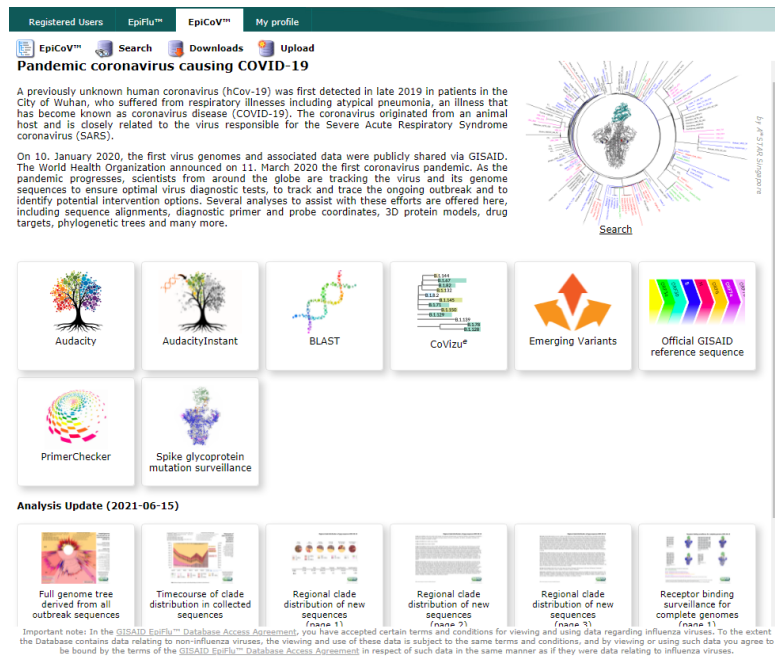 Registered Users EpiFlu™ EpiCoV™ My profile
EpiCoV™ Search Downloads Upload
Pandemic coronavirus causing COVID-19
A previously unknown human coronavirus (hCov-19) was first detected in late 2019 in patients in the
City of Wuhan, who suffered from respiratory illnesses including atypical pneumonia, an illness that
has become known as coronavirus disease (COVID-19). The coronavirus originated from an animal
host and is closely related to the virus responsible for the Severe Acute Respiratory Syndrome
coronavirus (SARS).
On 10. January 2020, the first virus genomes and associated data were publicly shared via GISAID.
The World Health Organization announced on 11. March 2020 the first coronavirus pandemic. As the
pandemic progresses, scientists from around the globe are tracking the virus and its genome
sequences to ensure optimal virus diagnostic tests, to track and trace the ongoing outbreak and to
identify potential intervention options. Several analyses to assist with these efforts are offered here,
including sequence alignments, diagnostic primer and probe coordinates, 3D protein models, drug
targets, phylogenetic trees and many more.
by A*STAR Singapore
Search
Audacity
AudacityInstant
BLAST
CoVizuᵉ
Emerging Variants
Official GISAID
reference sequence
PrimerChecker
Spike glycoprotein
mutation surveillance
Analysis Update (2021-06-15)
Full genome tree
derived from all
outbreak sequences
Timecourse of clade
distribution in collected
sequences
Regional clade
distribution of new
sequences
(page 1)
Regional clade
distribution of new
sequences
(page 2)
Regional clade
distribution of new
sequences
(page 3)
Receptor binding
surveillance for
complete genomes
(page 1)
Important note: In the GISAID EpiFlu™ Database Access Agreement, you have accepted certain terms and conditions for viewing and using data regarding influenza viruses. To the extent
the Database contains data relating to non-influenza viruses, the viewing and use of these data is subject to the same terms and conditions, and by viewing or using such data you agree to
be bound by the terms of the GISAID EpiFlu™ Database Access Agreement in respect of such data in the same manner as if they were data relating to influenza viruses.